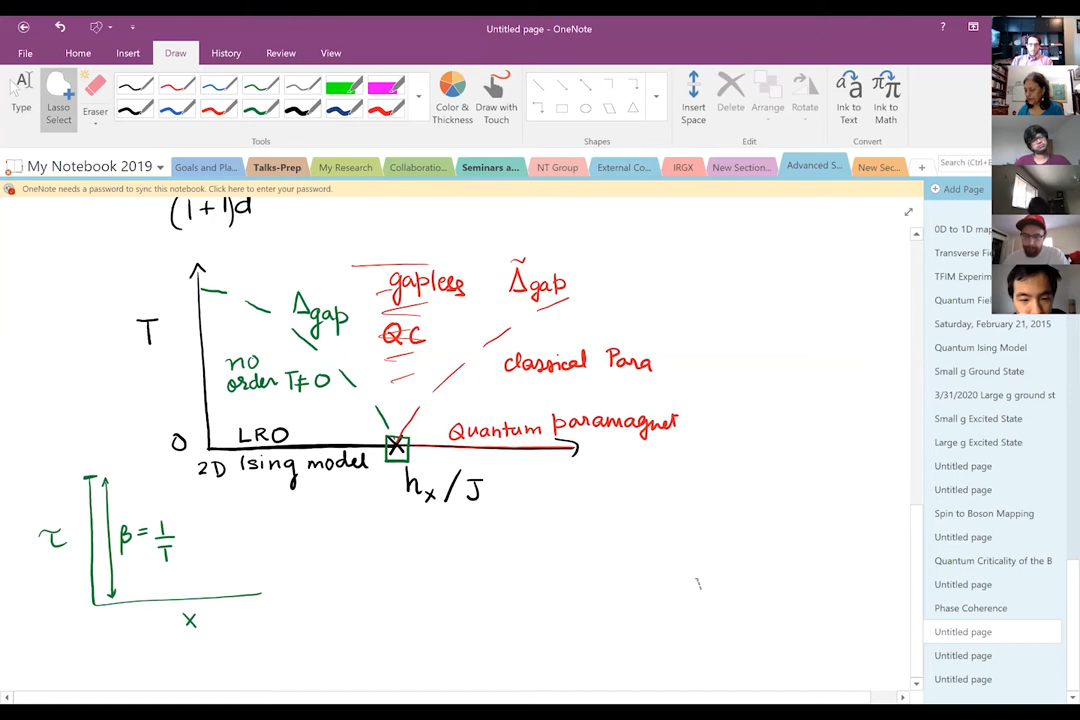 Untitled page - OneNote
?
File Home Insert Draw History Review View
Type
Lasso Select
Eraser
Color & Thickness
Draw with Touch
Insert Space
Delete
Arrange
Rotate
Ink to Text
Ink to Math
Tools
Shapes
Edit
Convert
My Notebook 2019
Goals and Pla...
Talks-Prep
My Research
Collaboratio...
Seminars a...
NT Group
External Co...
IRGX
New Section...
Advanced S...
New Sec...
Search (Ctrl+E
OneNote needs a password to sync this notebook. Click here to enter your password.
Add Page
(1+1)d
gapless
Δ̃gap
Δgap
T
QC
no
order T≠0
classical Para
Quantum paramagnet
LRO
0
2D Ising model
hx/J
τ
β = 1/T
x
0D to 1D map
Transverse Fie
TFIM Experim
Quantum Field
Saturday, February 21, 2015
Quantum Ising Model
Small g Ground State
3/31/2020 Large g ground st
Small g Excited State
Large g Excited State
Untitled page
Untitled page
Spin to Boson Mapping
Untitled page
Quantum Criticality of the B
Untitled page
Phase Coherence
Untitled page
Untitled page
Untitled page